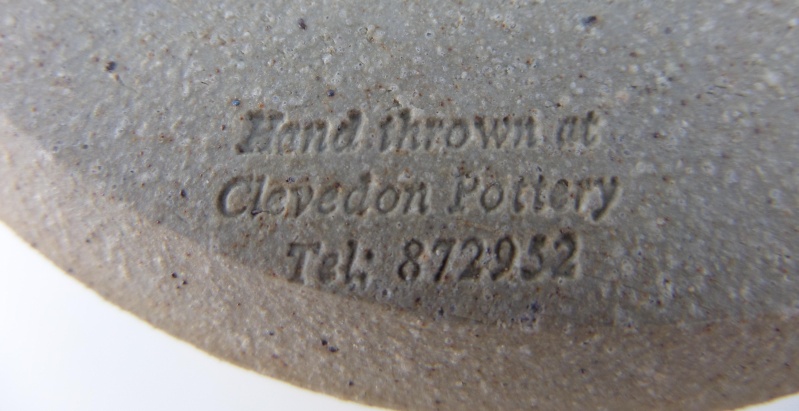 Hand thrown at
Clevedon Pottery
Tel: 872952